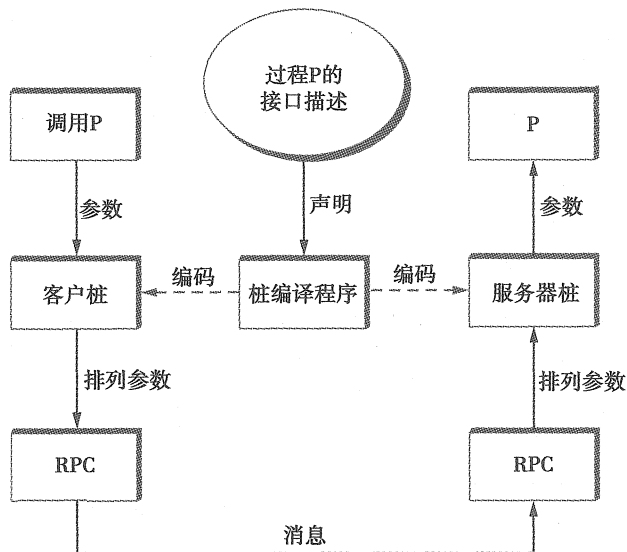 过程P的
接口描述
调用P
P
参数
声明
参数
客户桩
编码
桩编译程序
编码
服务器桩
排列参数
排列参数
RPC
RPC
消息